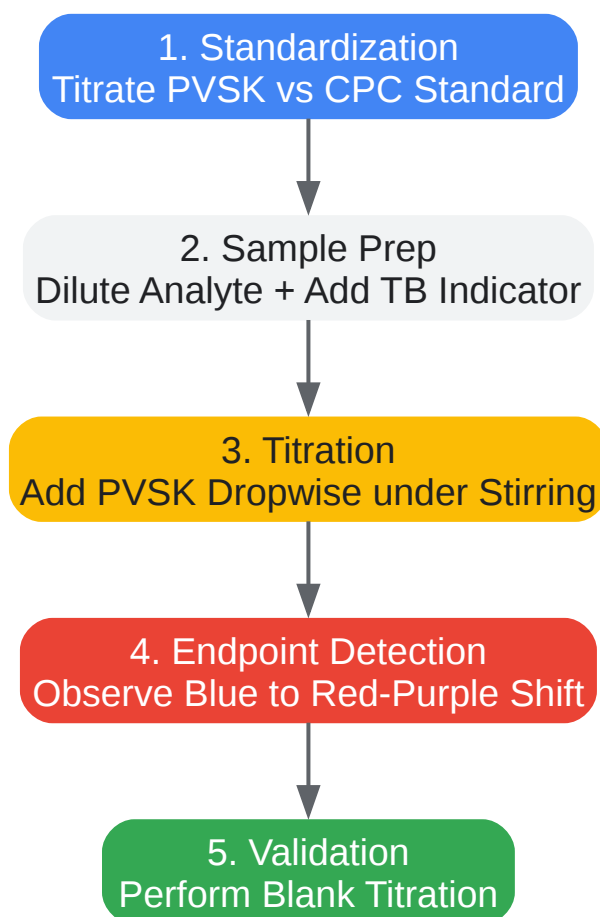 1. Standardization
Titrate PVSK vs CPC Standard
2. Sample Prep
Dilute Analyte + Add TB Indicator
3. Titration
Add PVSK Dropwise under Stirring
4. Endpoint Detection
Observe Blue to Red-Purple Shift
5. Validation
Perform Blank Titration